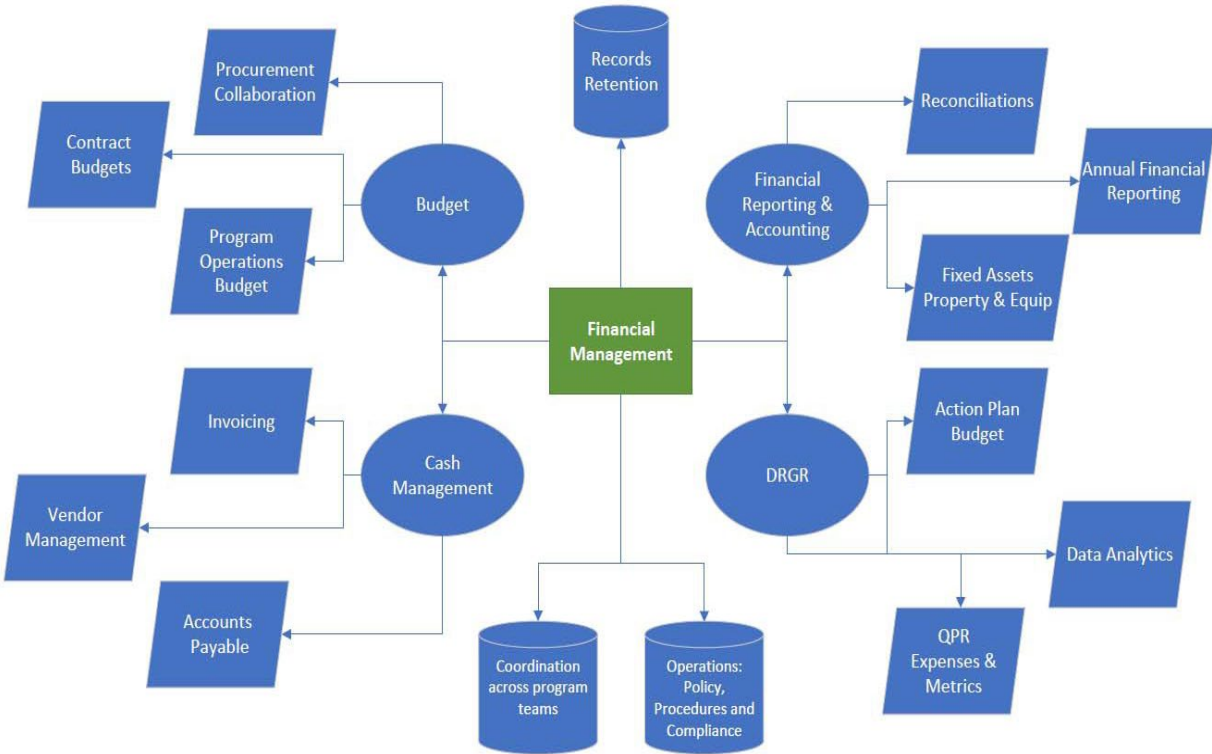 Records
Retention
Procurement
Collaboration
Reconciliations
Contract
Budgets
Budget
Financial
Reporting &
Accounting
Annual Financial
Reporting
Program
Operations
Budget
Fixed Assets
Property & Equip
Financial
Management
Invoicing
Action Plan
Budget
Cash
Management
DRGR
Vendor
Management
Data Analytics
Accounts
Payable
QPR
Expenses &
Metrics
Coordination
across program
teams
Operations:
Policy,
Procedures and
Compliance